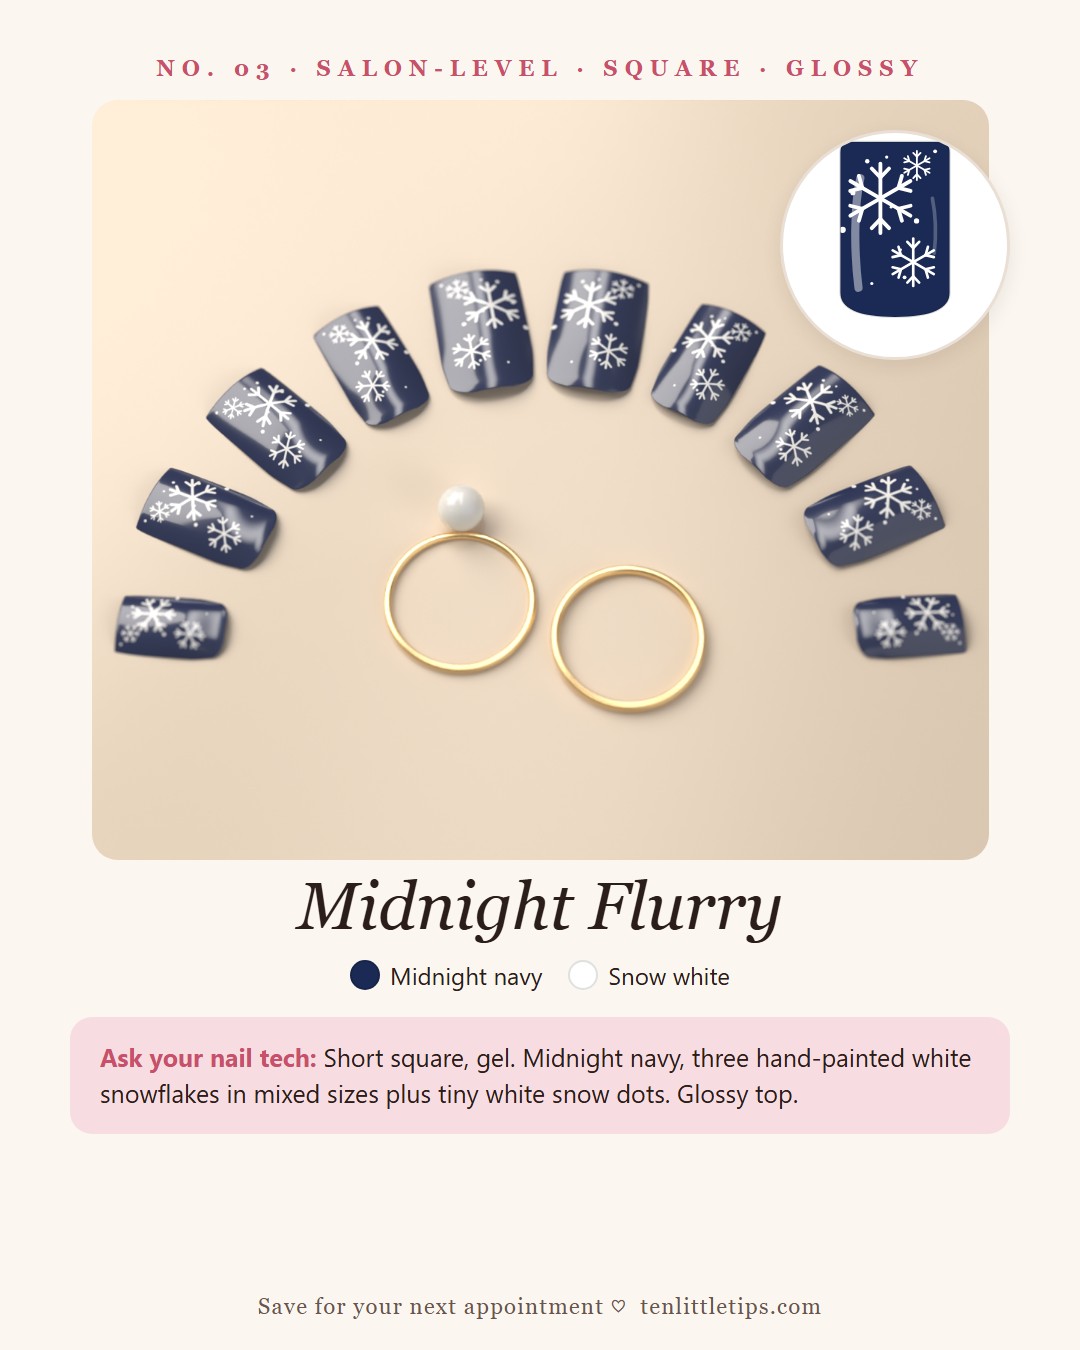 NO. 03 · SALON-LEVEL · SQUARE · GLOSSY
Midnight Flurry
Midnight navy Snow white
Ask your nail tech: Short square, gel. Midnight navy, three hand-painted white
snowflakes in mixed sizes plus tiny white snow dots. Glossy top.
Save for your next appointment ♡ tenlittletips.com